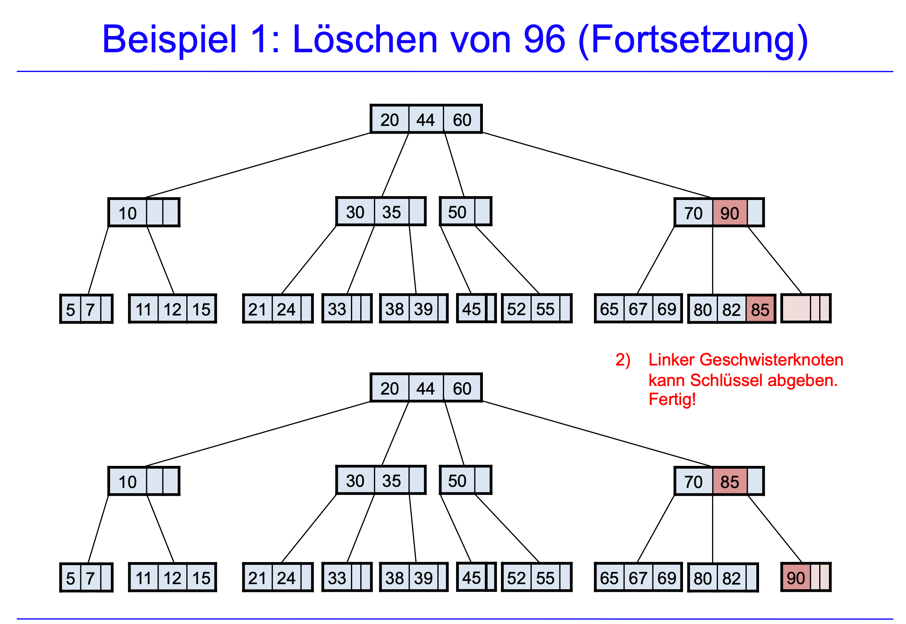 Beispiel 1: Löschen von 96 (Fortsetzung)
20 44 60
10 30 35 50 70 90
5 7 11 12 15 21 24 33 38 39 45 52 55 65 67 69 80 82 85
2) Linker Geschwisterknoten
kann Schlüssel abgeben.
Fertig!
20 44 60
10 30 35 50 70 85
5 7 11 12 15 21 24 33 38 39 45 52 55 65 67 69 80 82 90